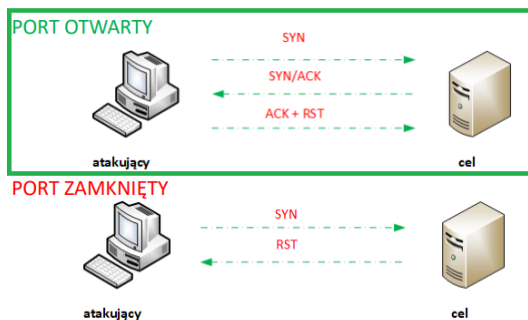 PORT OTWARTY
SYN
SYN/ACK
ACK + RST
atakujący
cel
PORT ZAMKNIĘTY
SYN
RST
atakujący
cel